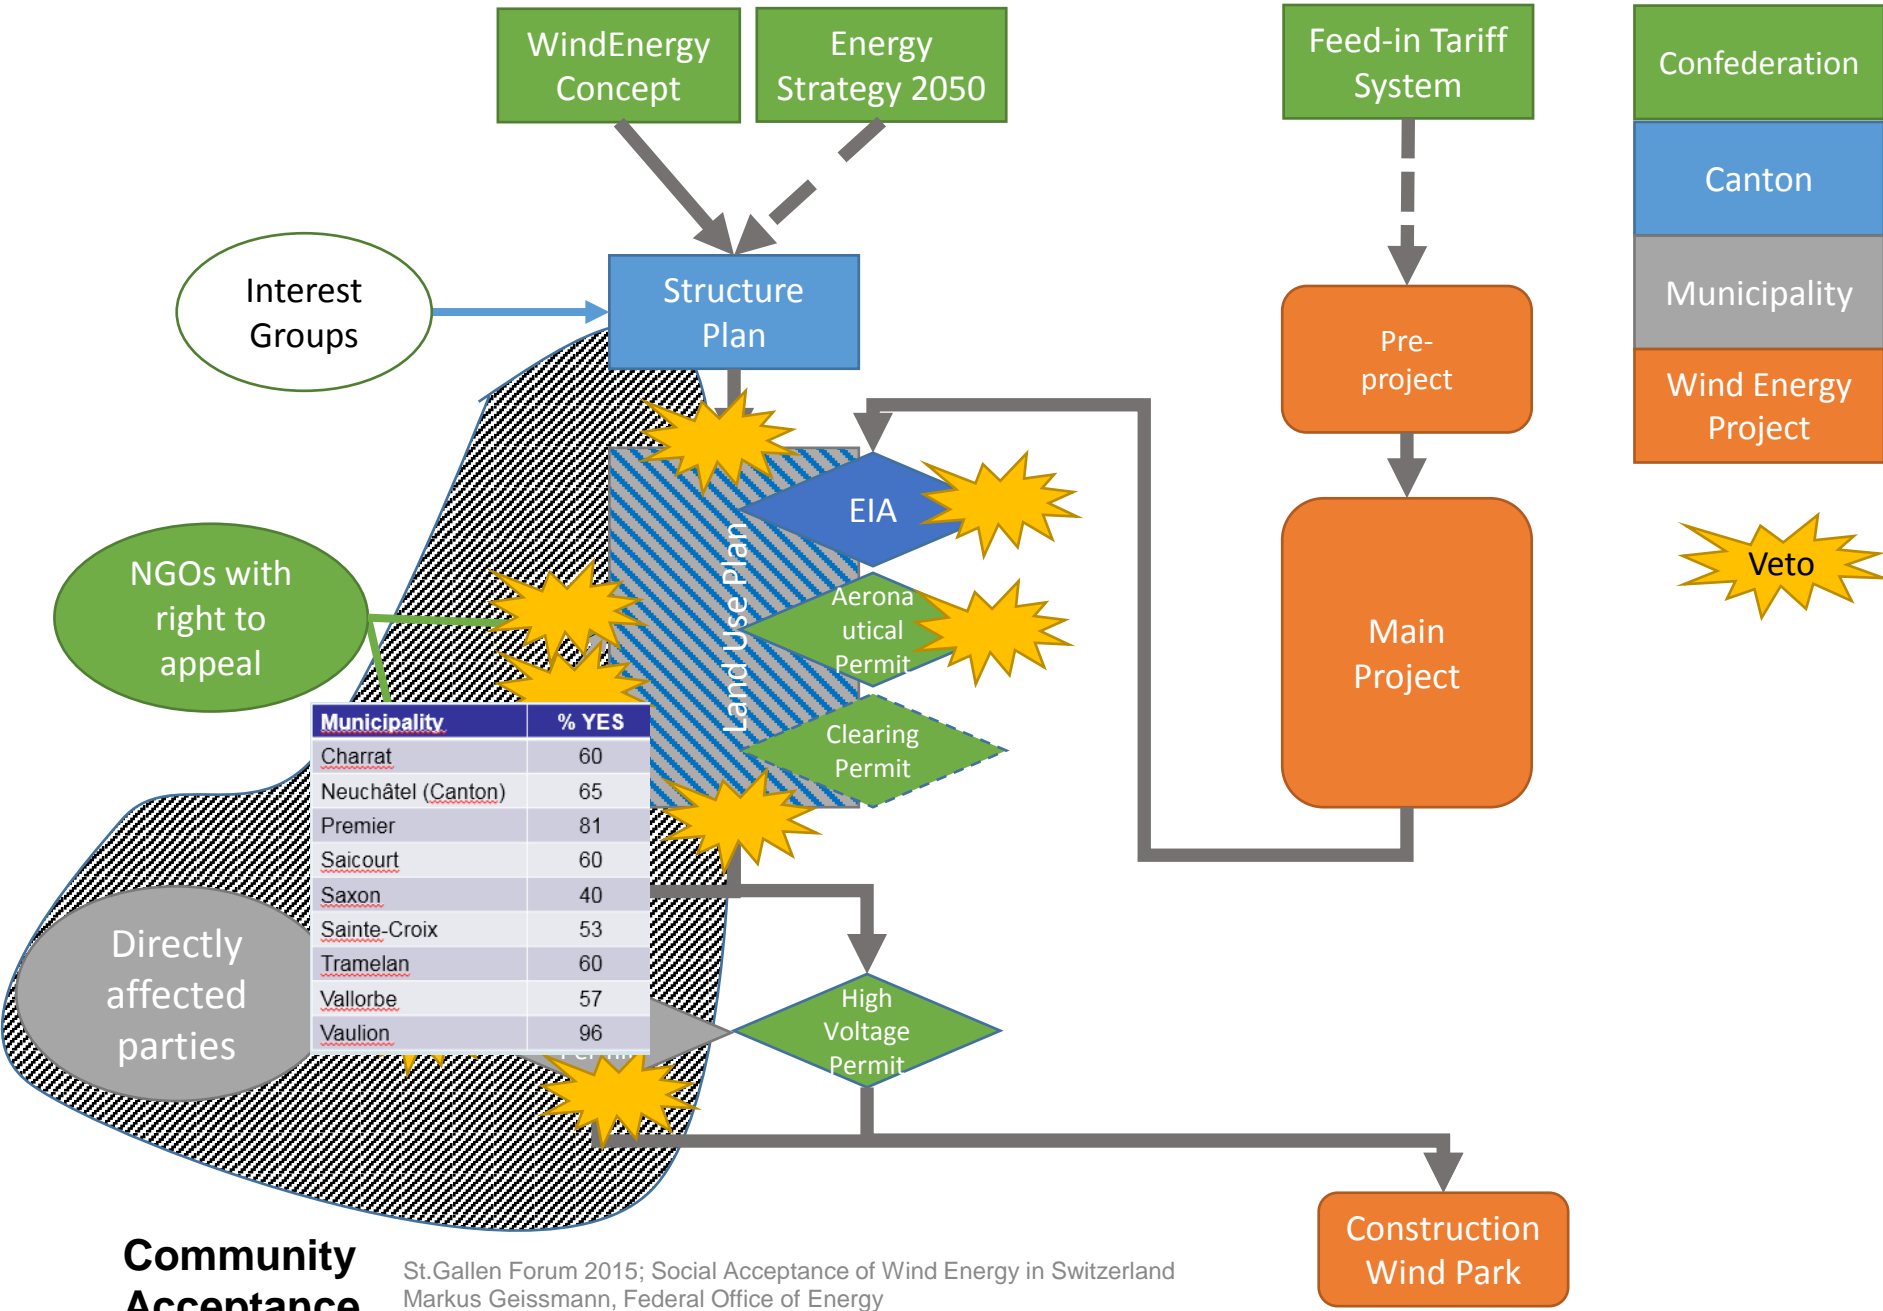 WindEnergy
Concept
Energy
Strategy 2050
Feed-in Tariff
System
Confederation
Canton
Municipality
Wind Energy
Project
Veto
Interest
Groups
Structure
Plan
Pre-
project
EIA
Land Use Plan
NGOs with
right to
appeal
Aerona
utical
Permit
Main
Project
Clearing
Permit
Municipality % YES
Charrat 60
Neuchâtel (Canton) 65
Premier 81
Saicourt 60
Saxon 40
Sainte-Croix 53
Tramelan 60
Vallorbe 57
Vaulion 96
Directly
affected
parties
High
Voltage
Permit
Construction
Wind Park
Community
Acceptance
St.Gallen Forum 2015; Social Acceptance of Wind Energy in Switzerland
Markus Geissmann, Federal Office of Energy